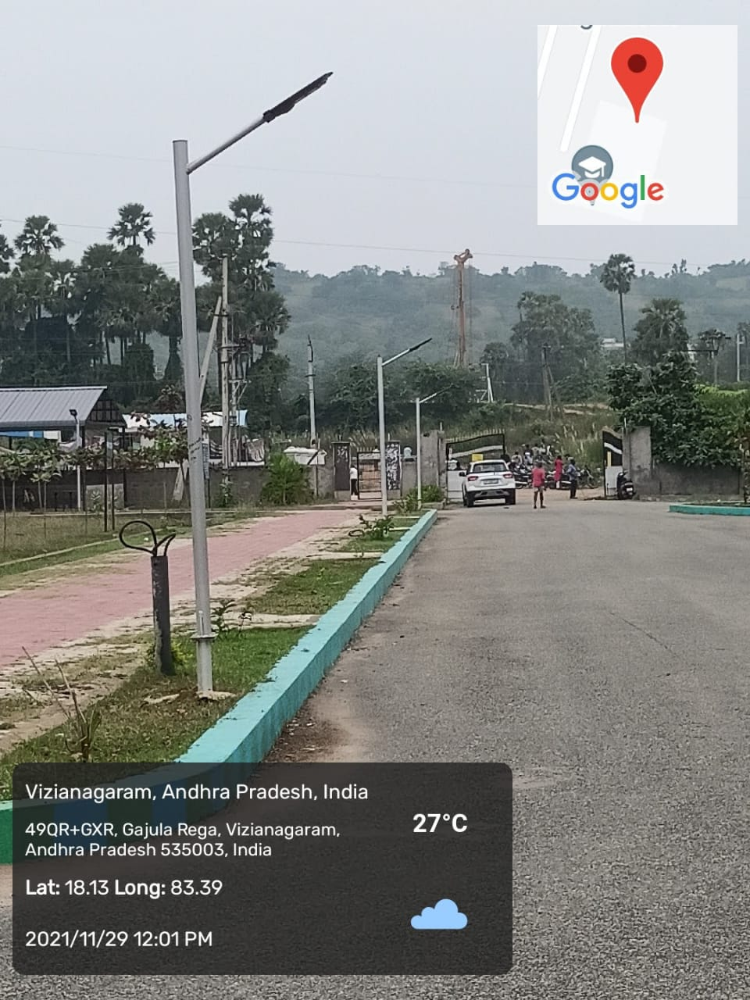 Google
Vizianagaram, Andhra Pradesh, India
49QR+GXR, Gajula Rega, Vizianagaram,
Andhra Pradesh 535003, India
27°C
Lat: 18.13 Long: 83.39
2021/11/29 12:01 PM